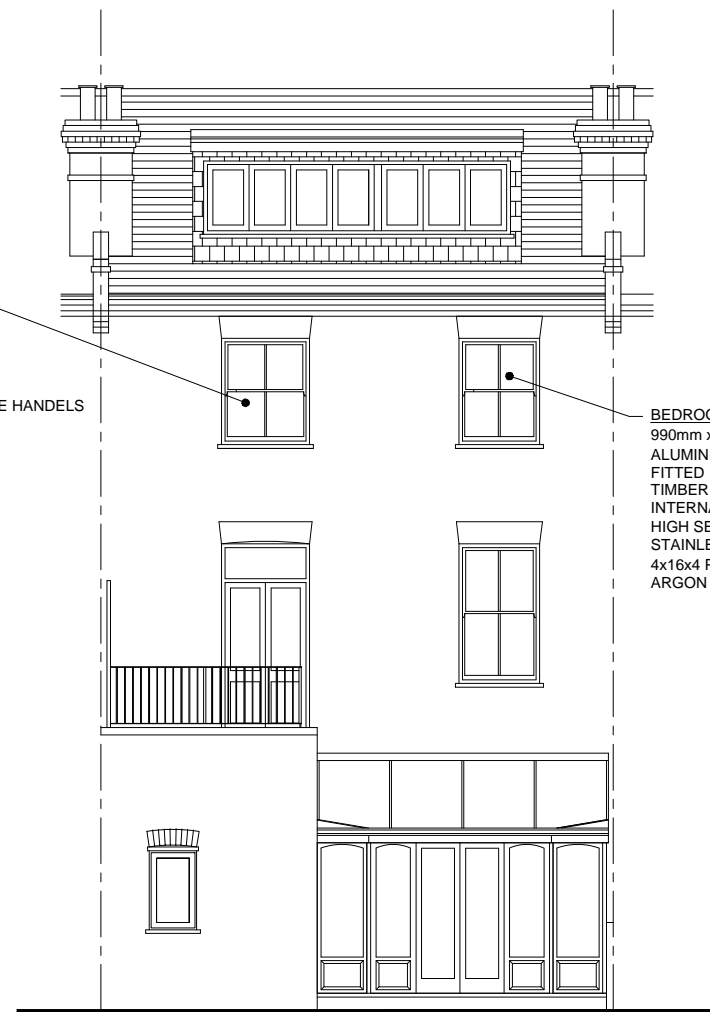 E HANDELS
BEDROO
990mm x
ALUMIN
FITTED
TIMBER
INTERNA
HIGH SE
STAINLE
4x16x4 P
ARGON